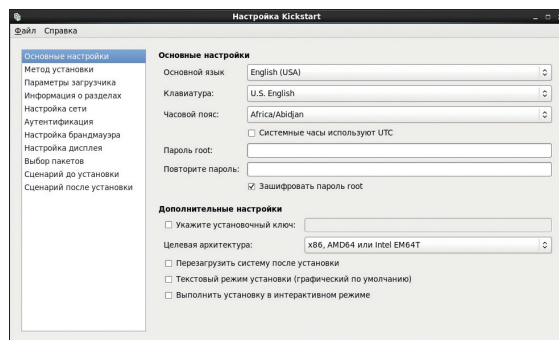 Настройка Kickstart
Файл Справка
Основные настройки
Метод установки
Параметры загрузчика
Информация о разделах
Настройка сети
Аутентификация
Настройка брандмауэра
Настройка дисплея
Выбор пакетов
Сценарий до установки
Сценарий после установки
Основные настройки
Основной язык English (USA)
Клавиатура: U.S. English
Часовой пояс: Africa/Abidjan
Системные часы используют UTC
Пароль root:
Повторите пароль:
Зашифровать пароль root
Дополнительные настройки
Укажите установочный ключ:
Целевая архитектура: x86, AMD64 или Intel EM64T
Перезагрузить систему после установки
Текстовый режим установки (графический по умолчанию)
Выполнить установку в интерактивном режиме